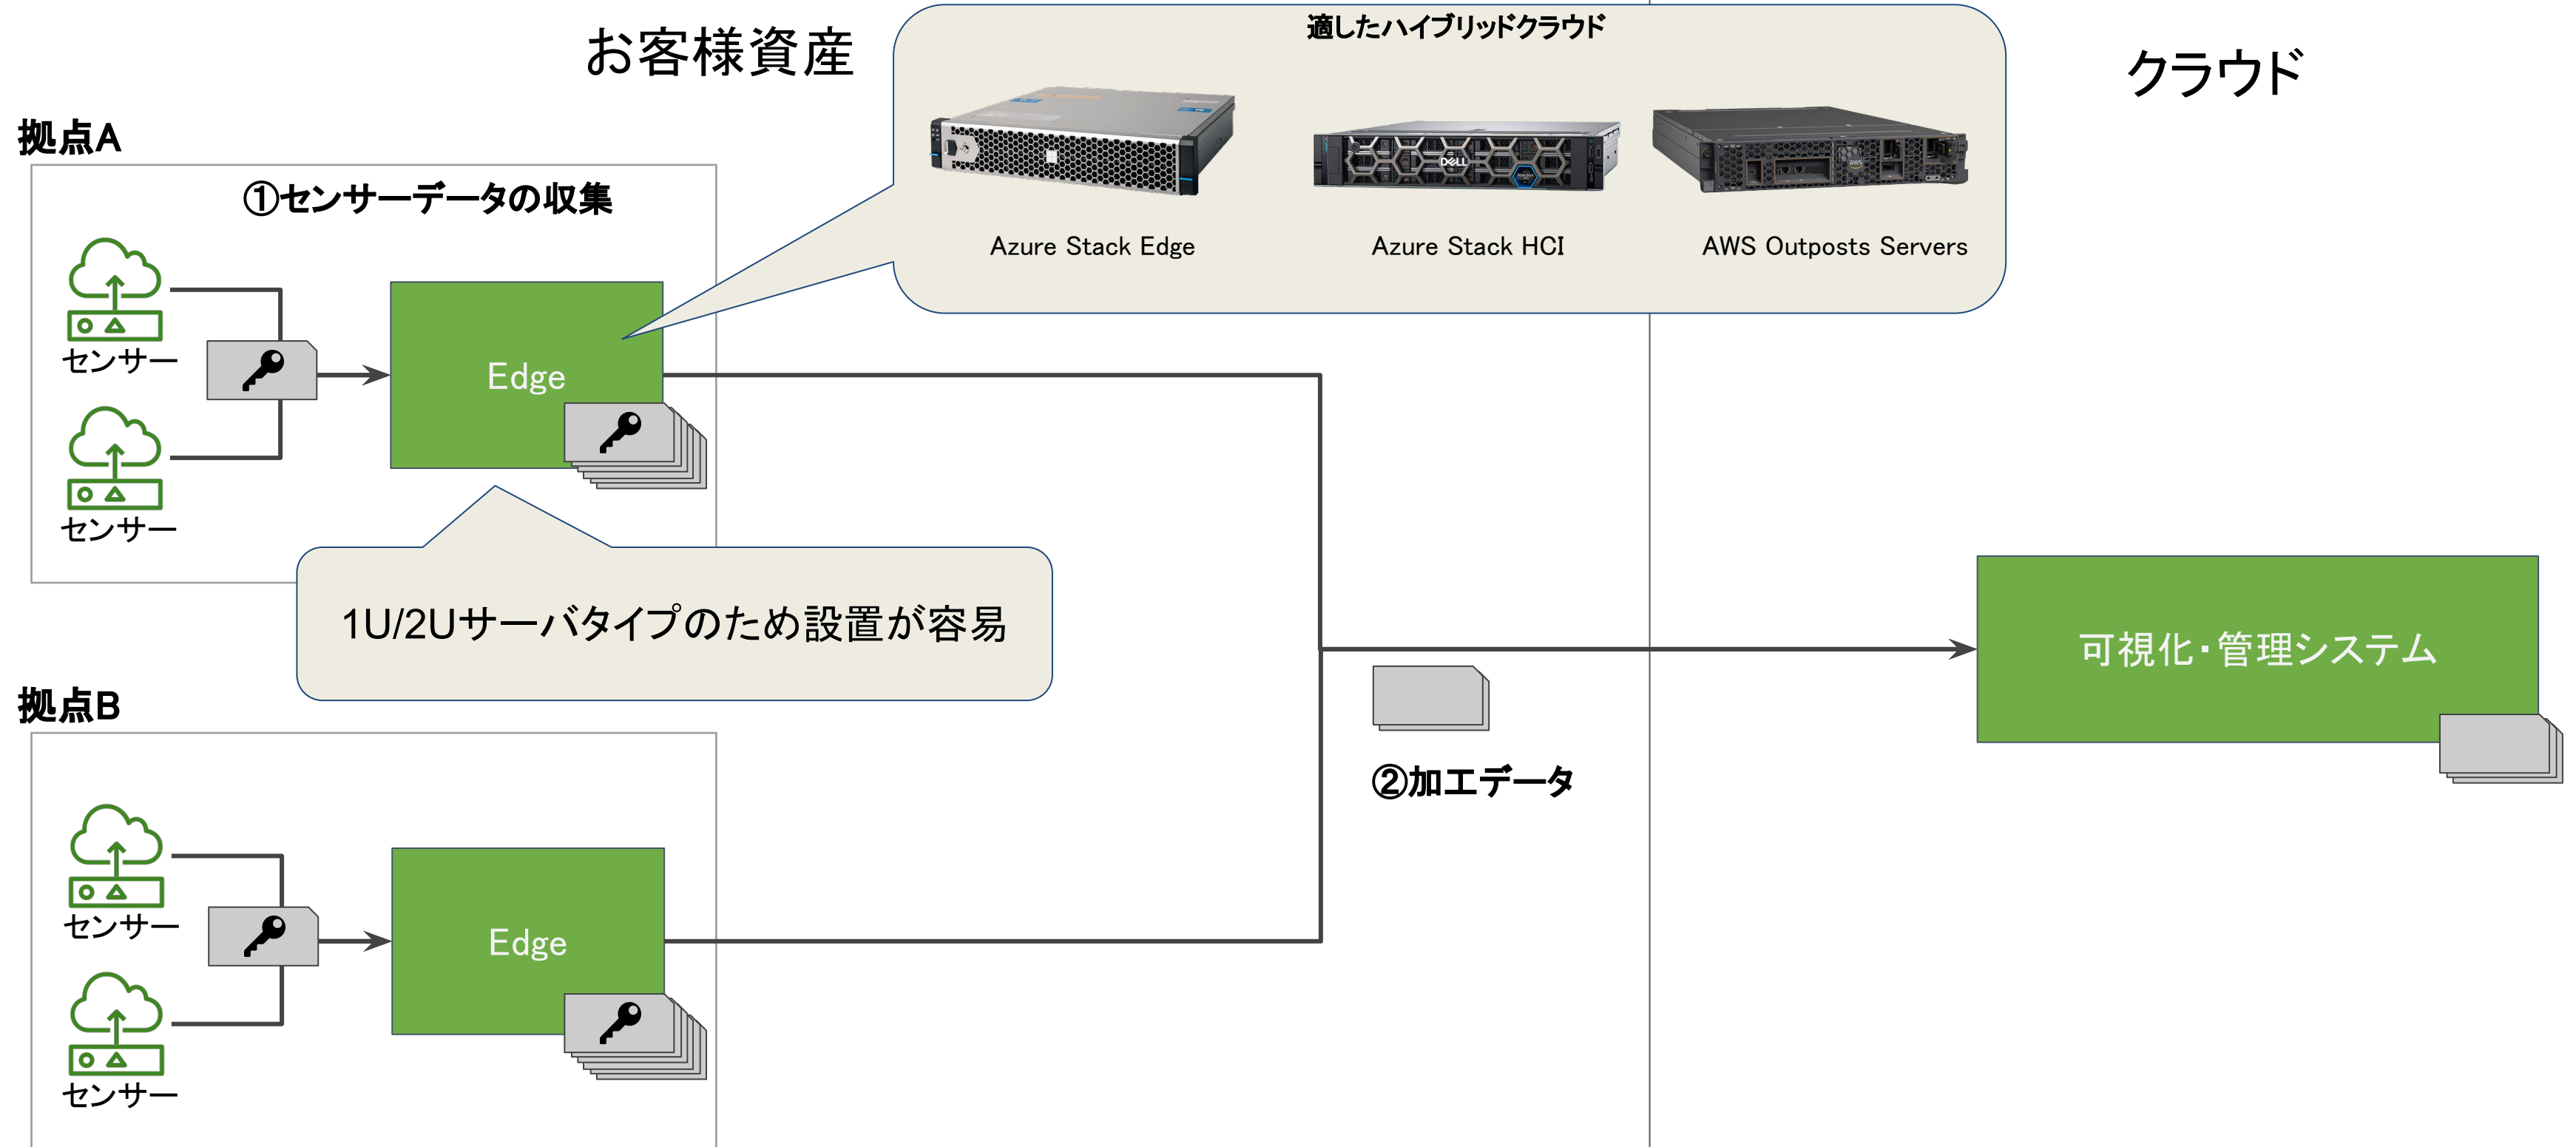 お客様資産
適したハイブリッドクラウド
クラウド
DELL
aws
Azure Stack Edge
Azure Stack HCI
AWS Outposts Servers
拠点A
①センサーデータの収集
センサー
センサー
Edge
1U/2Uサーバタイプのため設置が容易
拠点B
センサー
センサー
Edge
②加工データ
可視化・管理システム